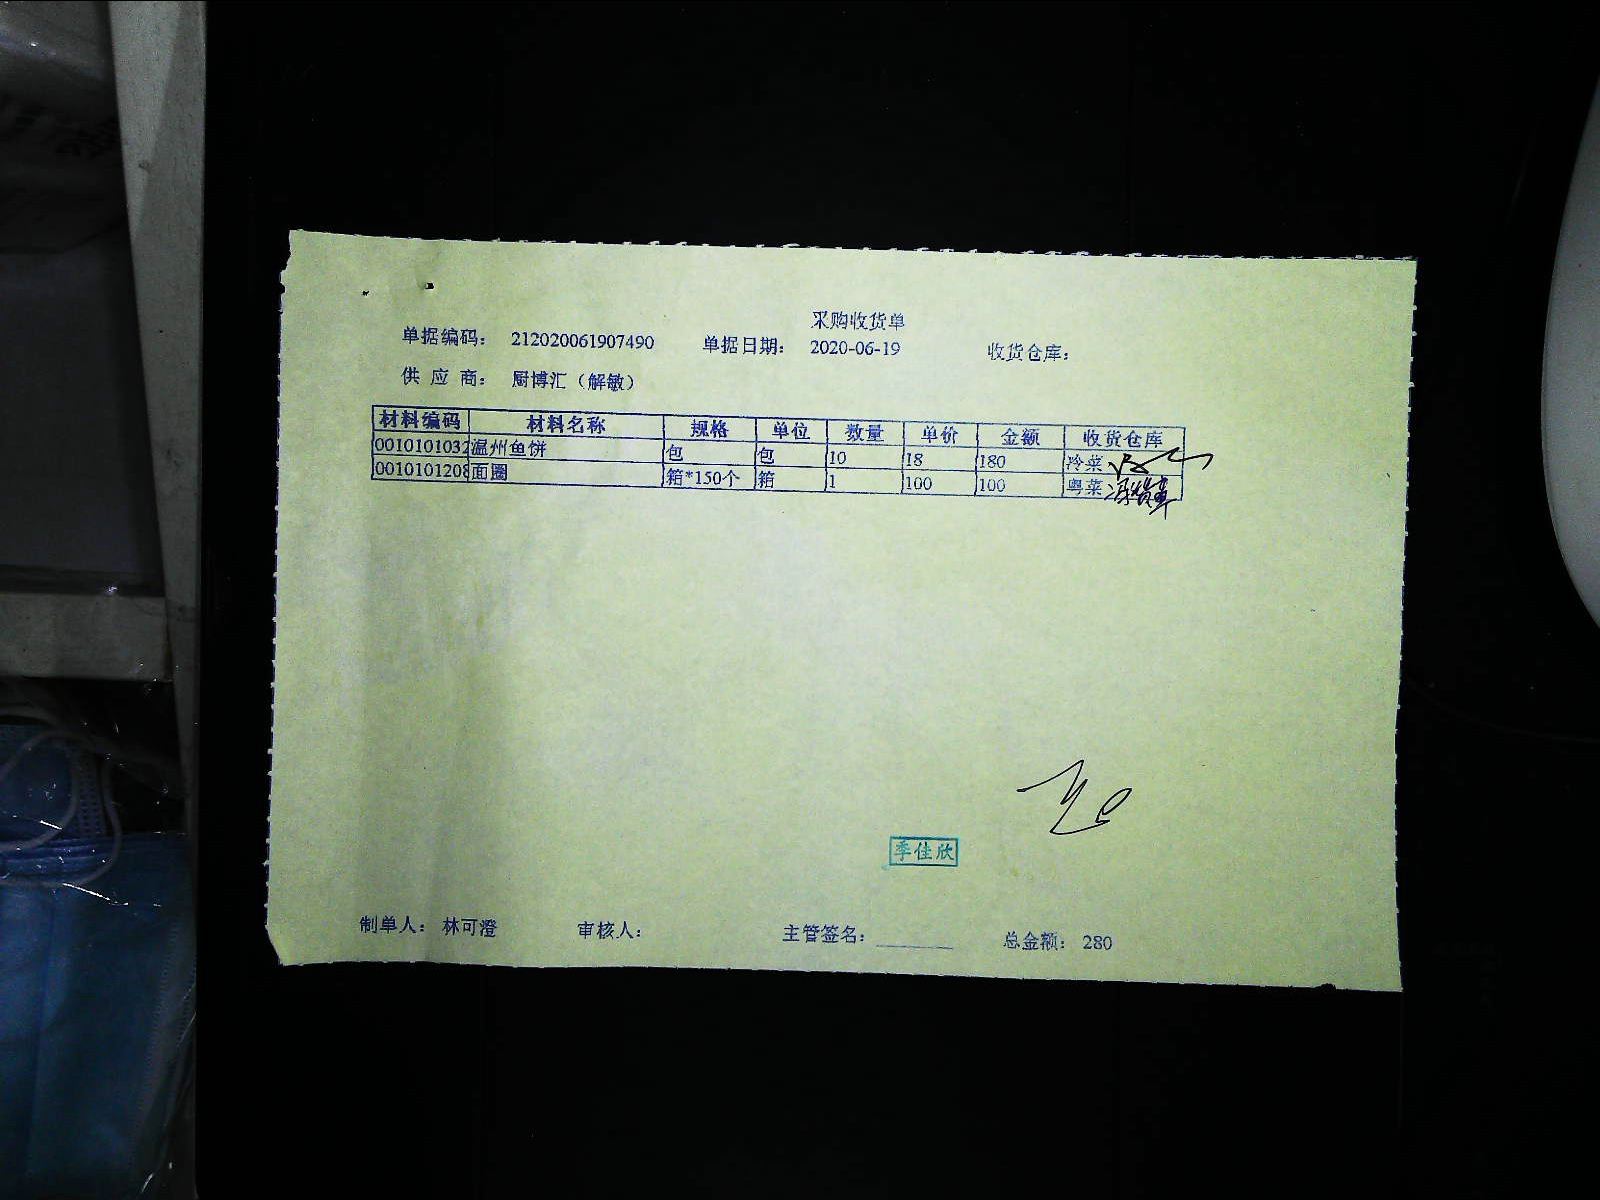 采购收货单
单据编码: 212020061907490 单据日期: 2020-06-19 收货仓库:
供应商: 厨博汇(解敏)
材料编码 材料名称 规格 单位 数量 单价 金额 收货仓库
0010101032 温州鱼饼 包 包 10 18 180 冷菜
0010101208 面圈 箱*150个 箱 1 100 100 粤菜
季佳欣
制单人: 林可澄 审核人: 主管签名: 总金额: 280